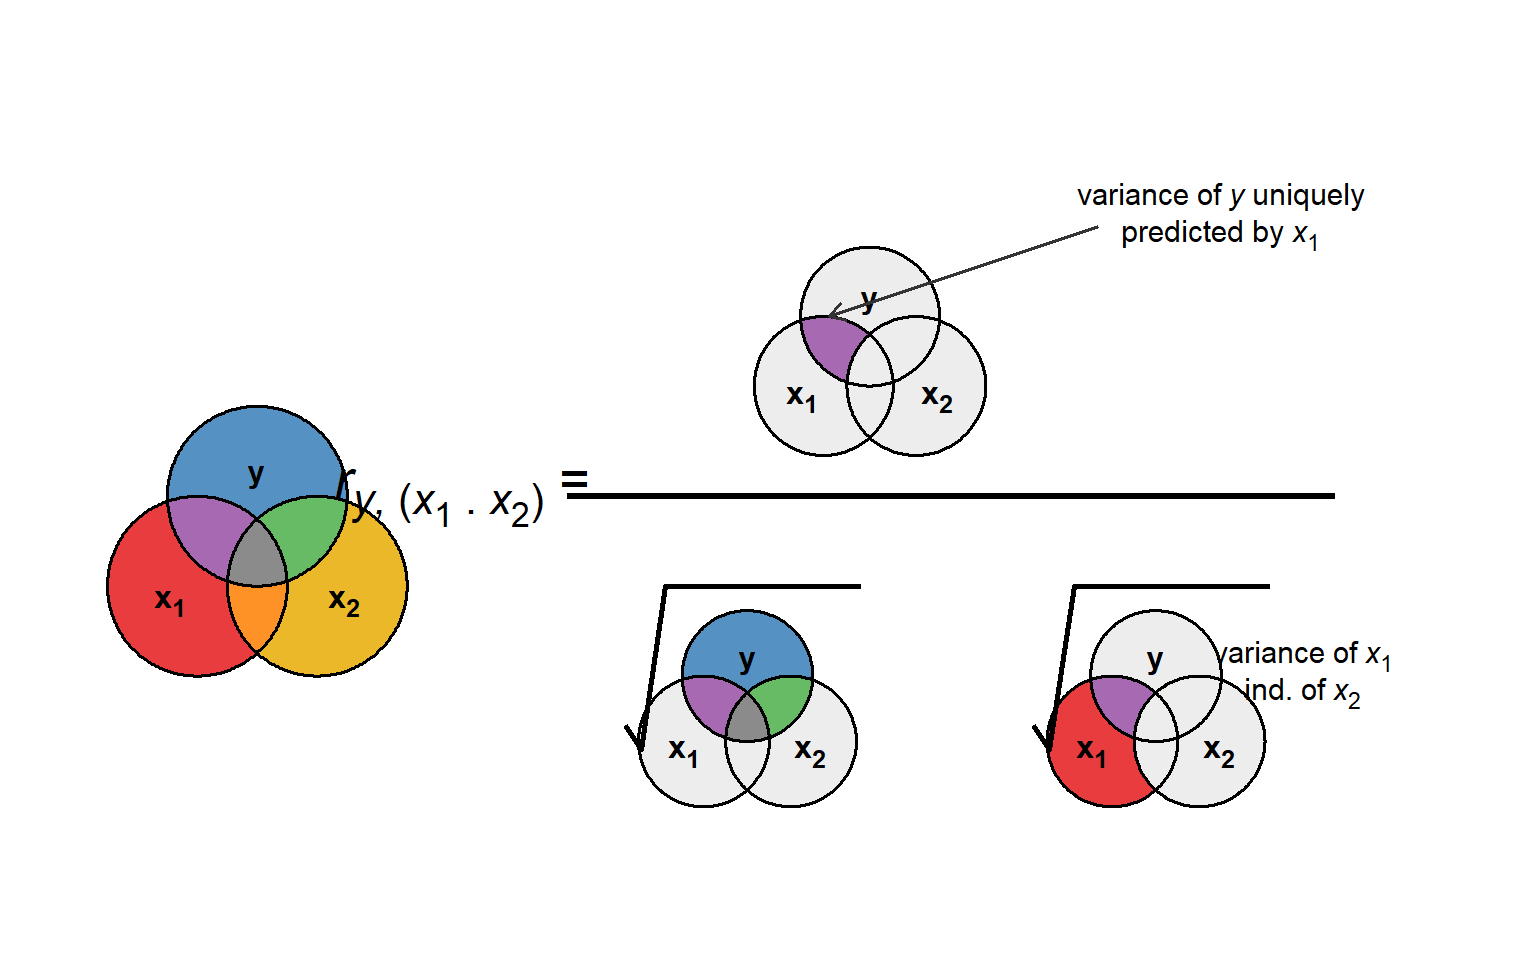 variance of y uniquely
predicted by x₁
y
x₁
x₂
y
x₁
x₂
r y, (x₁ . x₂) =
y
x₁
x₂
y
x₁
x₂
variance of x₁
ind. of x₂